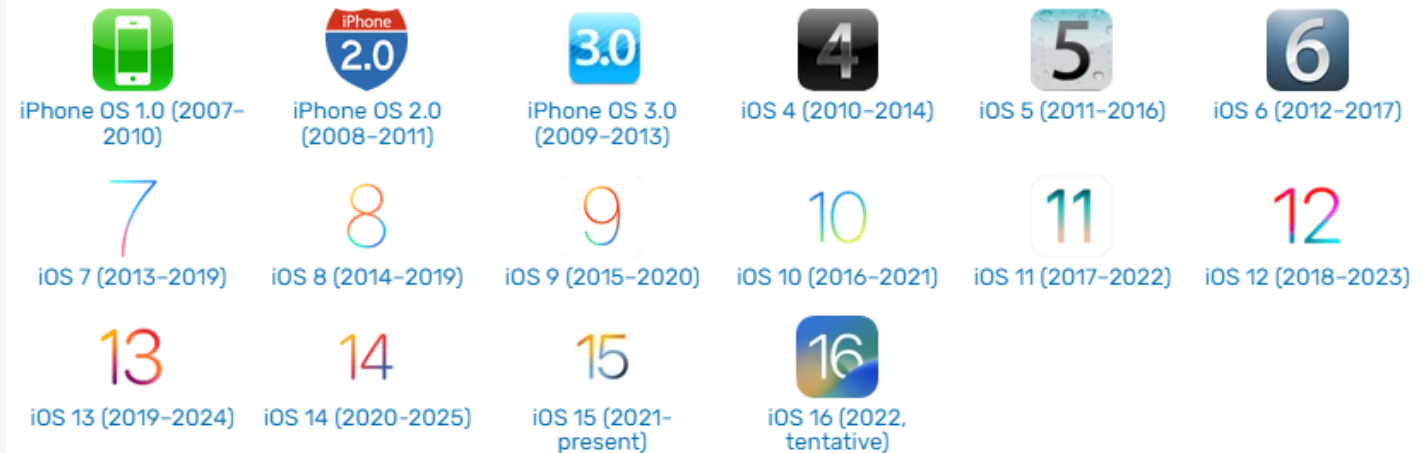 iPhone
2.0
3.0
4
5
6
iPhone OS 1.0 (2007–
2010)
iPhone OS 2.0
(2008–2011)
iPhone OS 3.0
(2009–2013)
iOS 4 (2010–2014)
iOS 5 (2011–2016)
iOS 6 (2012–2017)
7
8
9
10
11
12
iOS 7 (2013–2019)
iOS 8 (2014–2019)
iOS 9 (2015–2020)
iOS 10 (2016–2021)
iOS 11 (2017–2022)
iOS 12 (2018–2023)
13
14
15
16
iOS 13 (2019–2024)
iOS 14 (2020-2025)
iOS 15 (2021-
present)
iOS 16 (2022,
tentative)